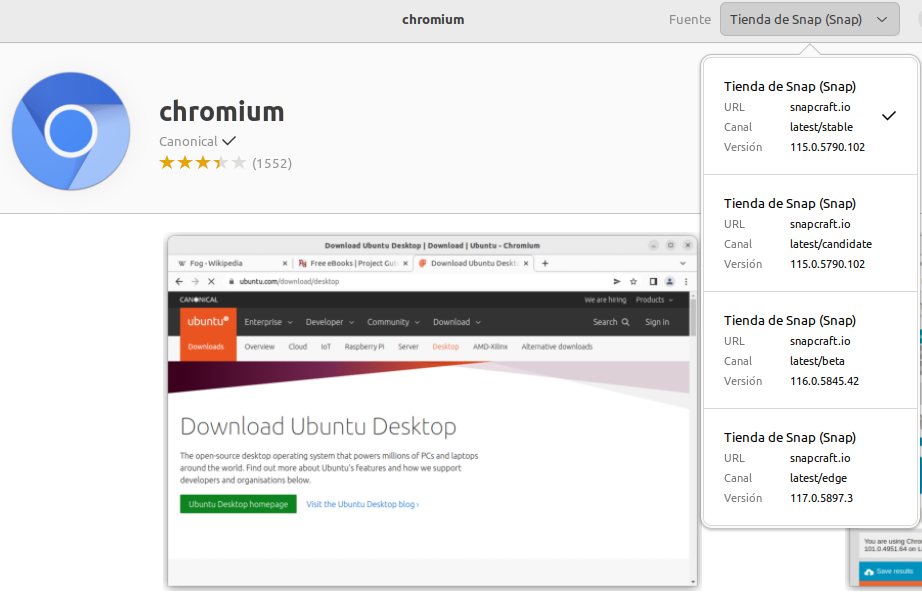 chromium
Fuente
Tienda de Snap (Snap)
chromium
Canonical
(1552)
Tienda de Snap (Snap)
URL snapcraft.io
Canal latest/stable
Versión 115.0.5790.102
Tienda de Snap (Snap)
URL snapcraft.io
Canal latest/candidate
Versión 115.0.5790.102
Tienda de Snap (Snap)
URL snapcraft.io
Canal latest/beta
Versión 116.0.5845.42
Tienda de Snap (Snap)
URL snapcraft.io
Canal latest/edge
Versión 117.0.5897.3
Download Ubuntu Desktop | Download | Ubuntu - Chromium
Fog - Wikipedia
Free eBooks | Project Gut
Download Ubuntu Deskt
ubuntu.com/download/desktop
CANONICAL
We are hiring Products
ubuntu Enterprise Developer Community Download Search Sign in
Downloads Overview Cloud IoT Raspberry Pi Server Desktop AMD-Xilinx Alternative downloads
Download Ubuntu Desktop
The open-source desktop operating system that powers millions of PCs and laptops
around the world. Find out more about Ubuntu's features and how we support
developers and organisations below.
Ubuntu Desktop homepage Visit the Ubuntu Desktop blog ›
You are using Chro
101.0.4951.64 on L
Save results